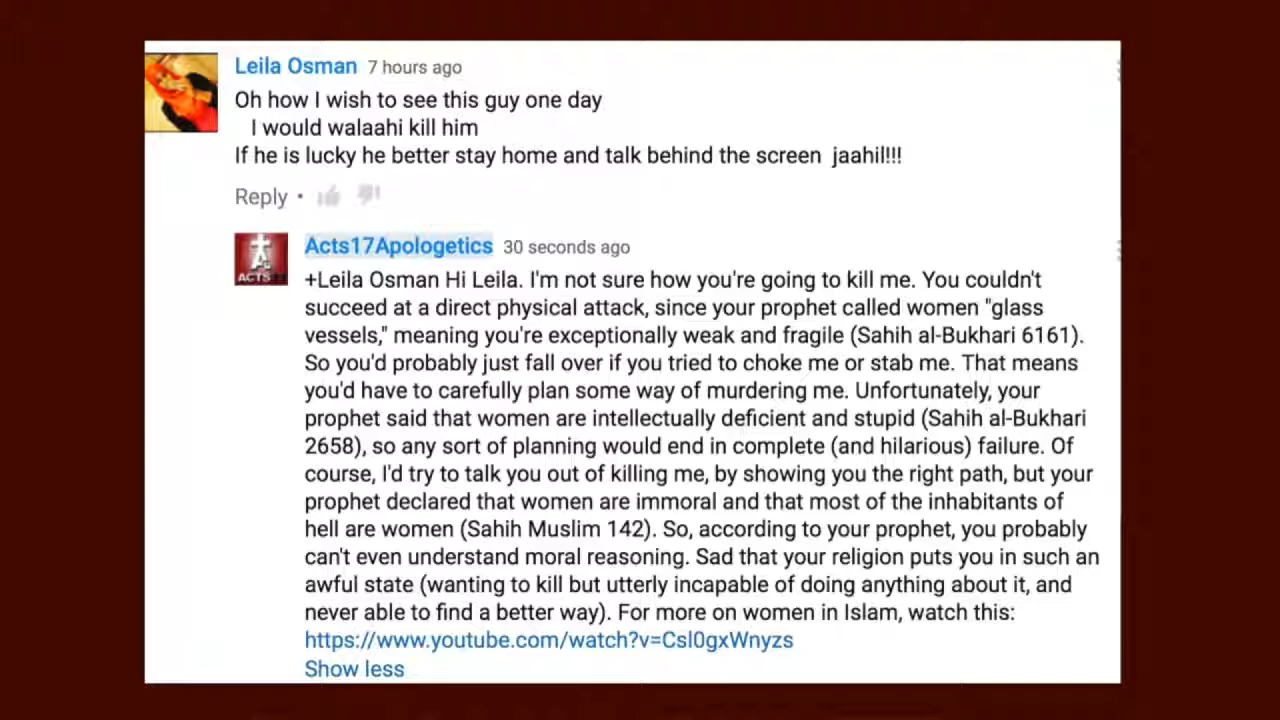 Leila Osman 7 hours ago
Oh how I wish to see this guy one day
I would walaahi kill him
If he is lucky he better stay home and talk behind the screen jaahil!!!
Reply •
Acts17Apologetics 30 seconds ago
+Leila Osman Hi Leila. I'm not sure how you're going to kill me. You couldn't
succeed at a direct physical attack, since your prophet called women "glass
vessels," meaning you're exceptionally weak and fragile (Sahih al-Bukhari 6161).
So you'd probably just fall over if you tried to choke me or stab me. That means
you'd have to carefully plan some way of murdering me. Unfortunately, your
prophet said that women are intellectually deficient and stupid (Sahih al-Bukhari
2658), so any sort of planning would end in complete (and hilarious) failure. Of
course, I'd try to talk you out of killing me, by showing you the right path, but your
prophet declared that women are immoral and that most of the inhabitants of
hell are women (Sahih Muslim 142). So, according to your prophet, you probably
can't even understand moral reasoning. Sad that your religion puts you in such an
awful state (wanting to kill but utterly incapable of doing anything about it, and
never able to find a better way). For more on women in Islam, watch this:
https://www.youtube.com/watch?v=Csl0gxWnyzs
Show less